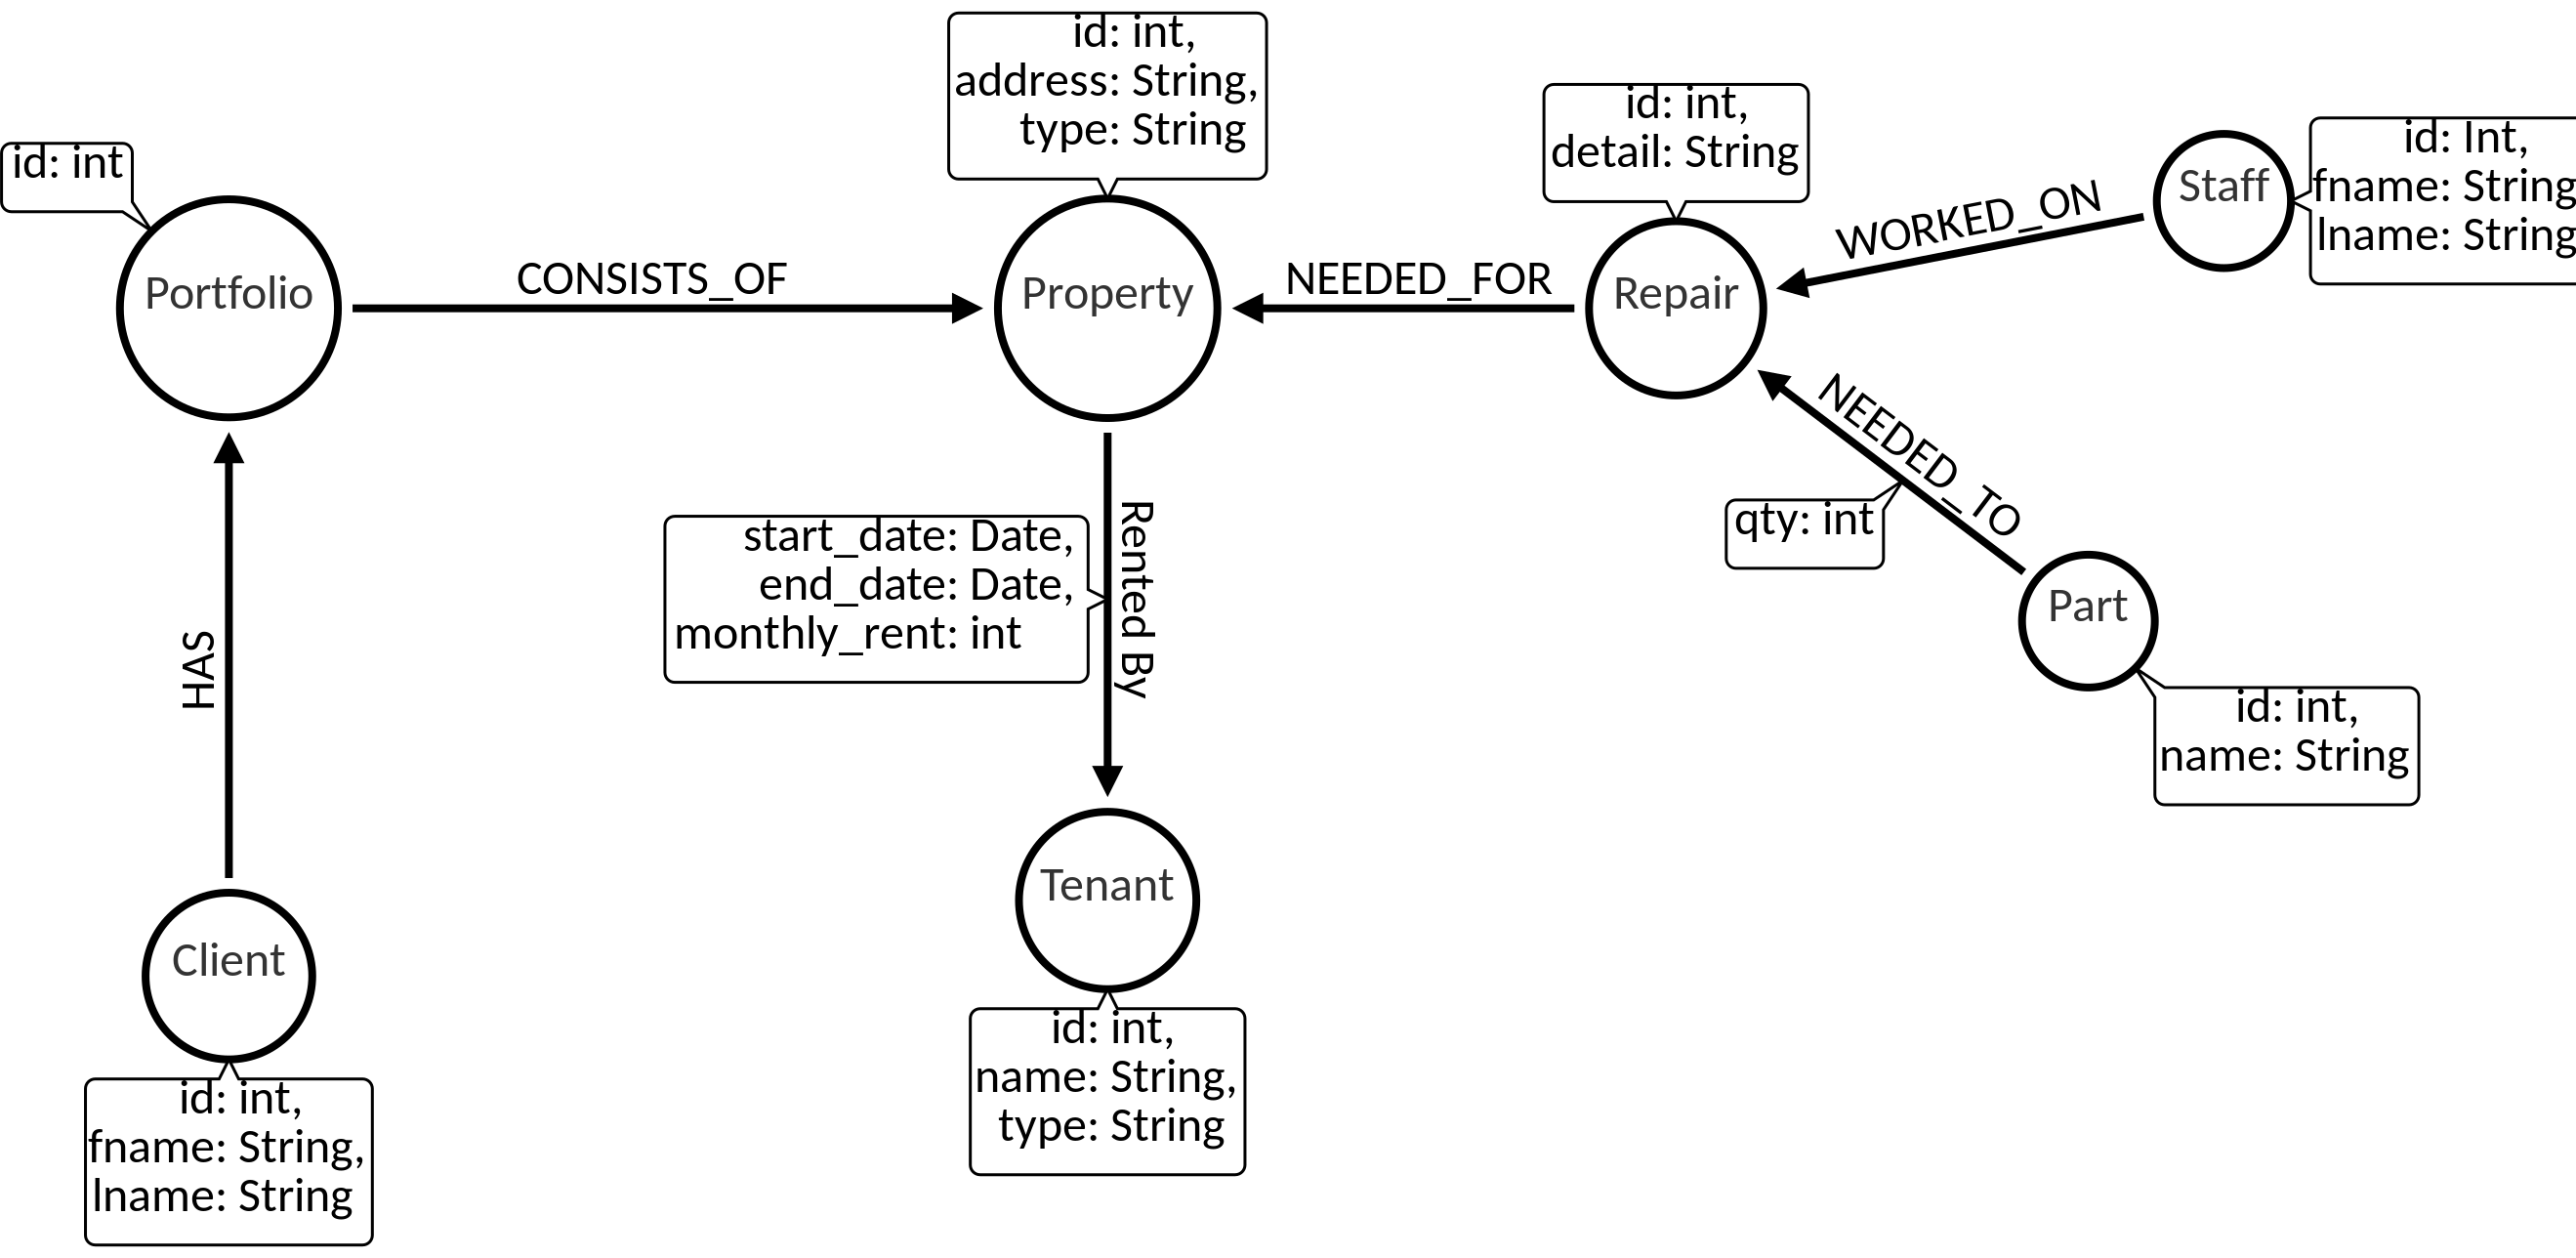 id: int,
address: String,
type: String
id: int,
detail: String
id: Int,
fname: String
lname: String
id: int
Staff
WORKED_ON
Portfolio
CONSISTS_OF
Property
NEEDED_FOR
Repair
NEEDED_TO
qty: int
start_date: Date,
end_date: Date,
monthly_rent: int
Rented By
Part
id: int,
name: String
HAS
Tenant
Client
id: int,
name: String,
type: String
id: int,
fname: String,
lname: String